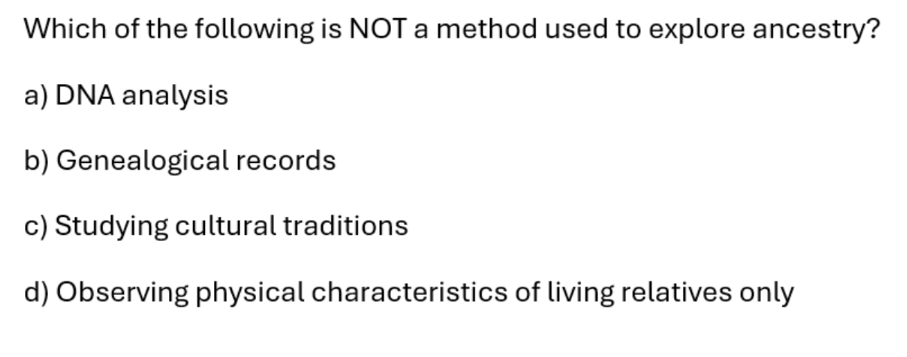 Which of the following is NOT a method used to explore ancestry?
a) DNA analysis
b) Genealogical records
c) Studying cultural traditions
d) Observing physical characteristics of living relatives only